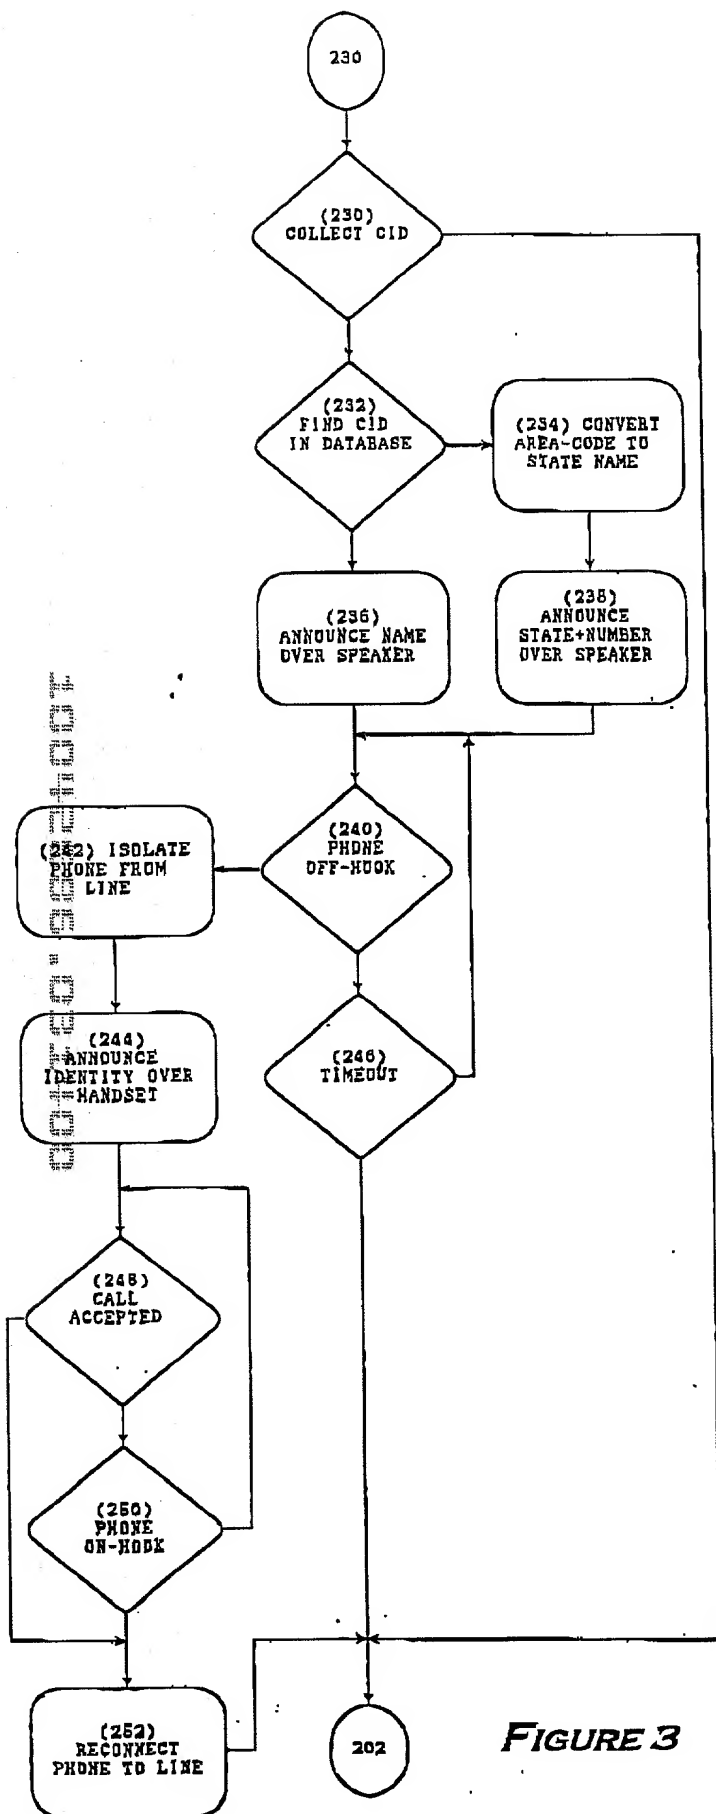 230
(230)
COLLECT CID
(232)
FIND CID
IN DATABASE
(234) CONVERT
AREA-CODE TO
STATE NAME
(236)
ANNOUNCE NAME
OVER SPEAKER
(238)
ANNOUNCE
STATE+NUMBER
OVER SPEAKER
(240)
PHONE
OFF-HOOK
(242) ISOLATE
PHONE FROM
LINE
(244)
ANNOUNCE
IDENTITY OVER
HANDSET
(246)
TIMEOUT
(248)
CALL
ACCEPTED
(250)
PHONE
ON-HOOK
(252)
RECONNECT
PHONE TO LINE
202
FIGURE 3